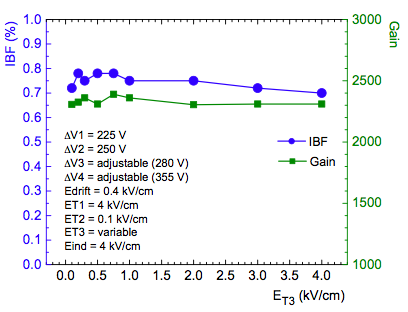 IBF (%)
1.0
0.9
0.8
0.7
0.6
0.5
0.4
0.3
0.2
0.1
0.0
3000
2500
2000
1500
1000
Gain
IBF
Gain
ΔV1 = 225 V
ΔV2 = 250 V
ΔV3 = adjustable (280 V)
ΔV4 = adjustable (355 V)
Edrift = 0.4 kV/cm
ET1 = 4 kV/cm
ET2 = 0.1 kV/cm
ET3 = variable
Eind = 4 kV/cm
0.0 0.5 1.0 1.5 2.0 2.5 3.0 3.5 4.0
E_T3 (kV/cm)